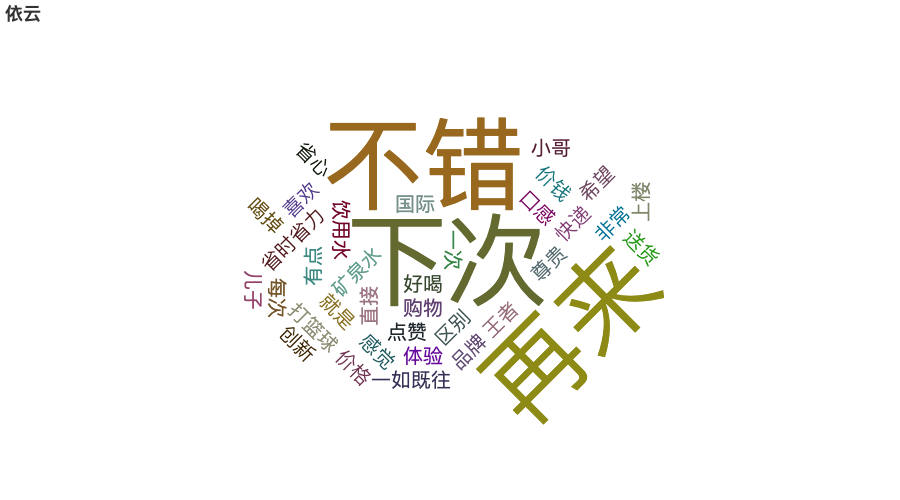 依云
不错
小哥
省心
价钱
希望
喜欢
国际
口感
上楼
喝掉
饮用水
快递
非常
省时省力
下次
一次
送货
有点
矿泉水
尊贵
再来
儿子
每次
好喝
直接
购物
就是
打篮球
点赞
区别
王者
创新
感觉
体验
品牌
价格
一如既往